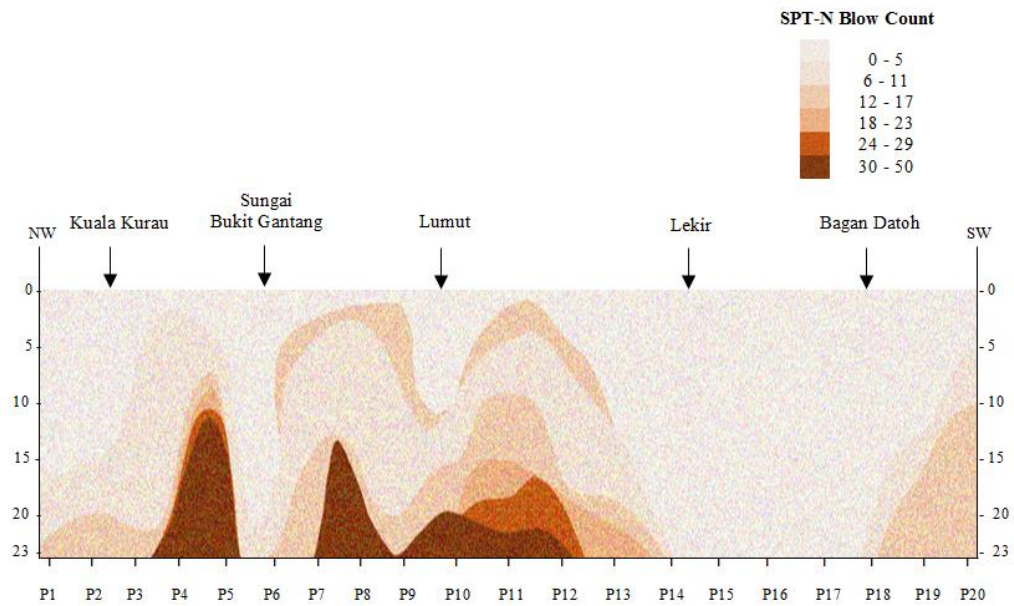 SPT-N Blow Count
0 - 5
6 - 11
12 - 17
18 - 23
24 - 29
30 - 50
Sungai
Kuala Kurau Bukit Gantang Lumut Lekir Bagan Datoh
NW SW
0 0
5 5
10 10
15 15
20 20
23 23
P1 P2 P3 P4 P5 P6 P7 P8 P9 P10 P11 P12 P13 P14 P15 P16 P17 P18 P19 P20